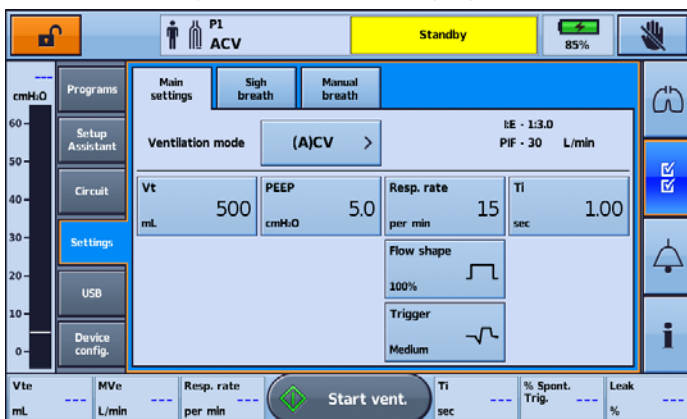 P1
ACV
Standby
85%
---
cmH₂O
60
50
40
30
20
10
0
Programs
Setup
Assistant
Circuit
Settings
USB
Device
config.
Main
settings
Sigh
breath
Manual
breath
Ventilation mode
(A)CV >
I:E - 1:3.0
PIF - 30 L/min
Vt
500
mL
PEEP
5.0
cmH₂O
Resp. rate
15
per min
Ti
1.00
sec
Flow shape
100%
Trigger
Medium
i
Vte
---
mL
MVe
---
L/min
Resp. rate
---
per min
Start vent.
Ti
---
sec
% Spont.
Trig. ---
Leak
---
%